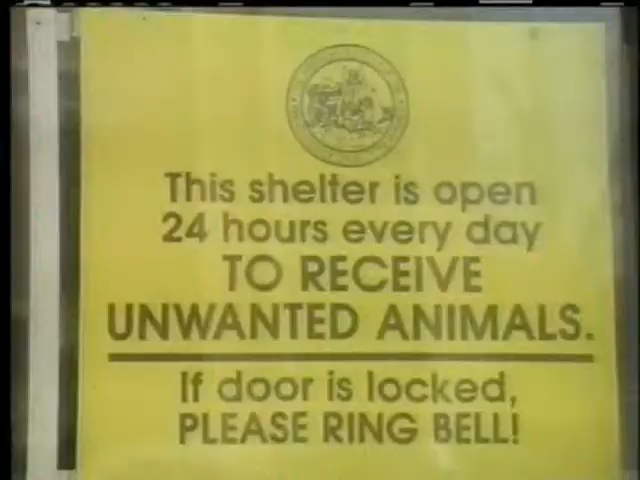 This shelter is open
24 hours every day
TO RECEIVE
UNWANTED ANIMALS.
If door is locked,
PLEASE RING BELL!